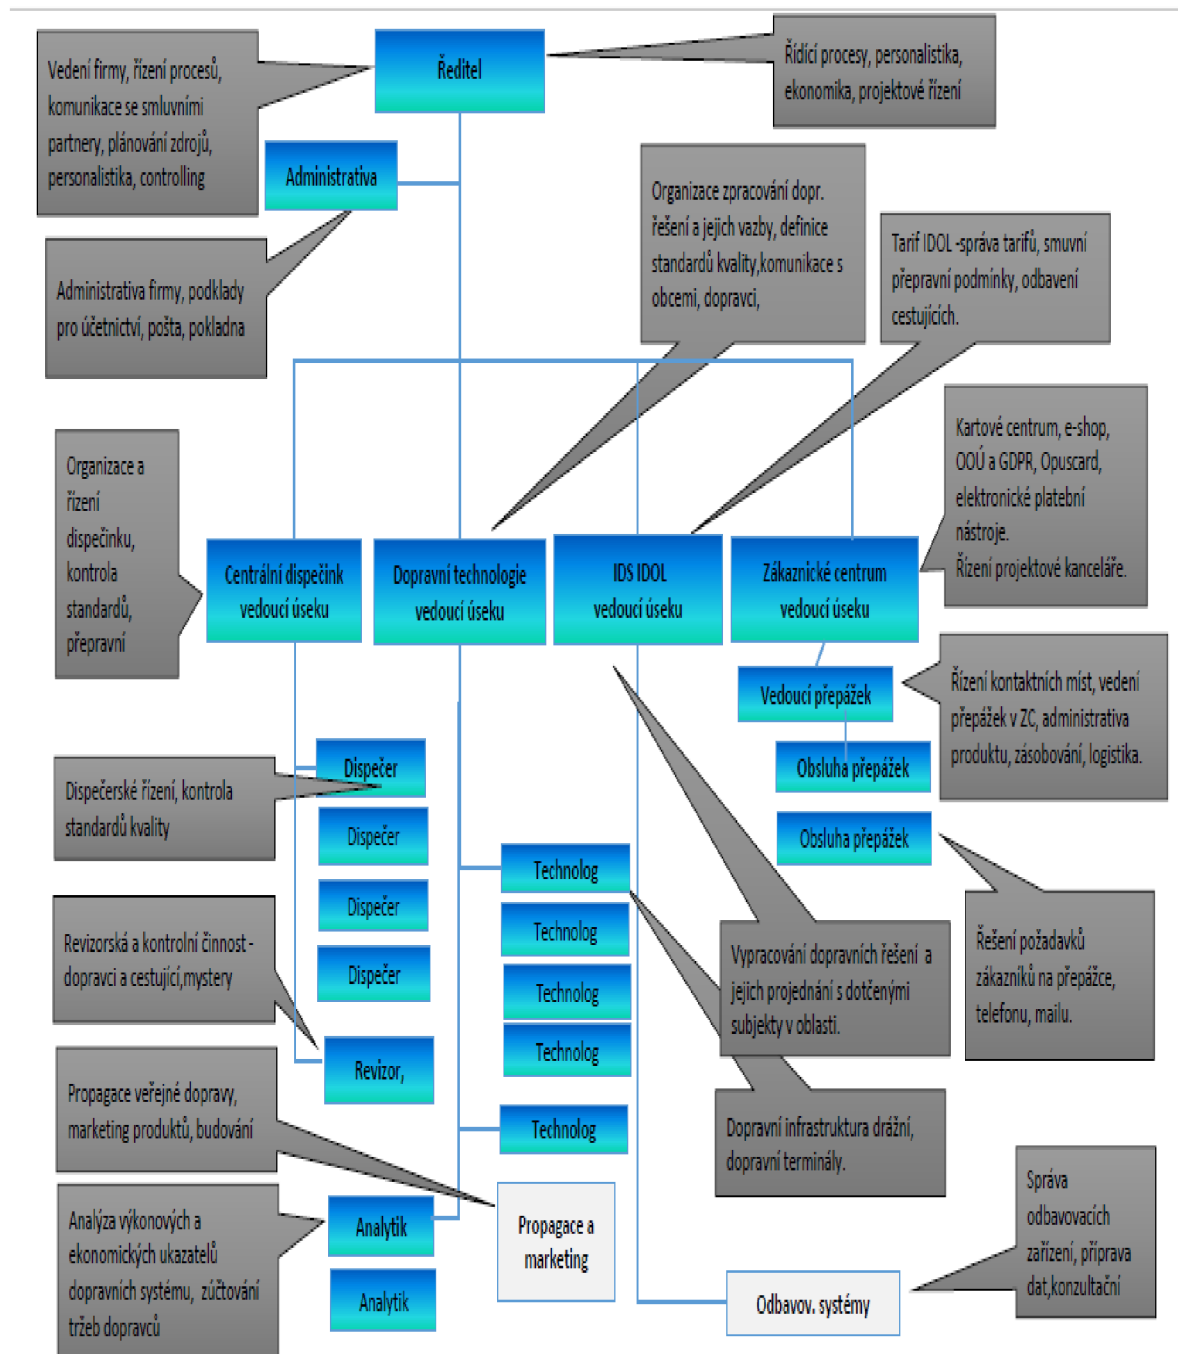 Vedení firmy, řízení procesů,
komunikace se smluvními
partnery, plánování zdrojů,
personalistika, controlling
Ředitel
Řídící procesy, personalistika,
ekonomika, projektové řízení
Administrativa
Administrativa firmy, podklady
pro účetnictví, pošta, pokladna
Organizace zpracování dopr.
řešení a jejich vazby, definice
standardů kvality,komunikace s
obcemi, dopravci,
Tarif IDOL -správa tarifů, smuvní
přepravní podmínky, odbavení
cestujících.
Kartové centrum, e-shop,
OOÚ a GDPR, Opuscard,
elektronické platební
nástroje.
Řízení projektové kanceláře.
Organizace a
řízení
dispečinku,
kontrola
standardů,
přepravní
Centrální dispečink
vedoucí úseku
Dopravní technologie
vedoucí úseku
IDS IDOL
vedoucí úseku
Zákaznické centrum
vedoucí úseku
Vedoucí přepážek
Řízení kontaktních míst, vedení
přepážek v ZC, administrativa
produktu, zásobování, logistika.
Obsluha přepážek
Obsluha přepážek
Dispečerské řízení, kontrola
standardů kvality
Dispečer
Dispečer
Dispečer
Dispečer
Technolog
Technolog
Technolog
Technolog
Technolog
Revizorská a kontrolní činnost -
dopravci a cestující,mystery
Revizor,
Vypracování dopravních řešení a
jejich projednání s dotčenými
subjekty v oblasti.
Řešení požadavků
zákazníků na přepážce,
telefonu, mailu.
Propagace veřejné dopravy,
marketing produktů, budování
Dopravní infrastruktura drážní,
dopravní terminály.
Analýza výkonových a
ekonomických ukazatelů
dopravních systému, zúčtování
tržeb dopravců
Analytik
Analytik
Propagace a
marketing
Odbavov. systémy
Správa
odbavovacích
zařízení, příprava
dat,konzultační